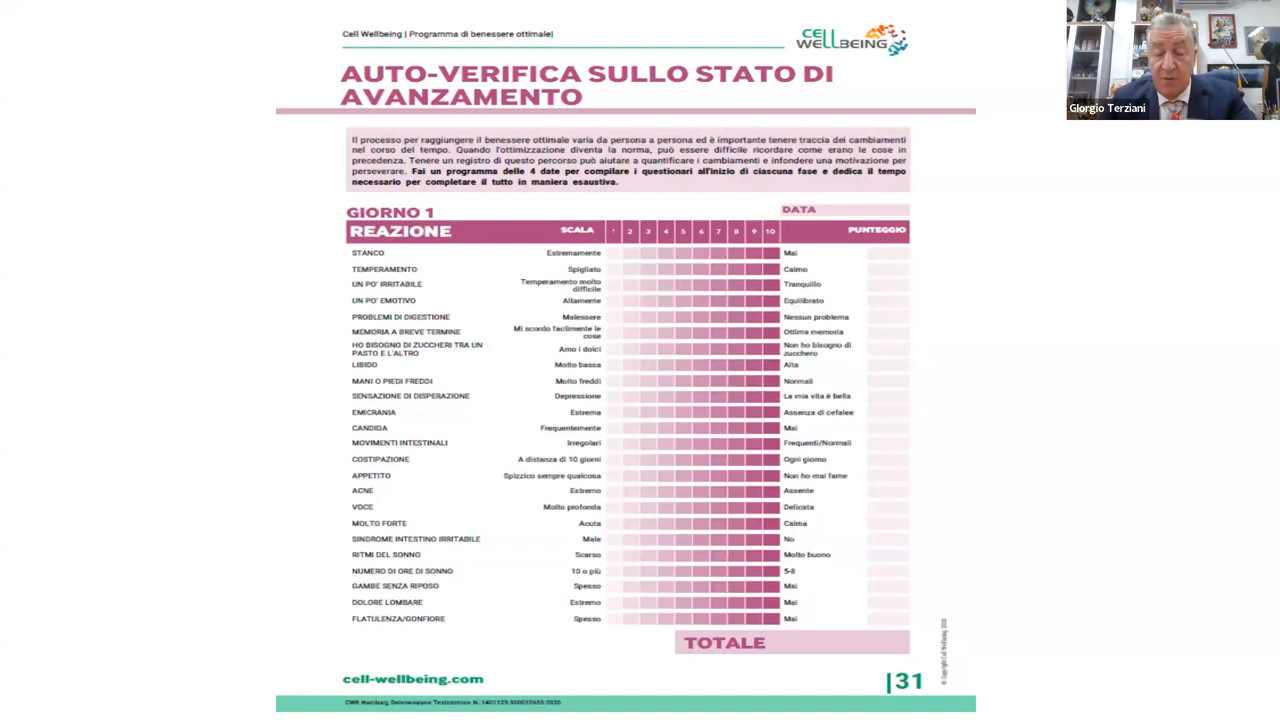 Cell Wellbeing | Programma di benessere ottimale|
CELL
WELLBEING
AUTO-VERIFICA SULLO STATO DI
AVANZAMENTO
Il processo per raggiungere il benessere ottimale varia da persona a persona ed è importante tenere traccia dei cambiamenti
nel corso del tempo. Quando l'ottimizzazione diventa la norma, può essere difficile ricordare come erano le cose in
precedenza. Tenere un registro di questo percorso può aiutare a quantificare i cambiamenti e infondere una motivazione per
perseverare. Fai un programma delle 4 date per compilare i questionari all'inizio di ciascuna fase e dedica il tempo
necessario per completare il tutto in maniera esaustiva.
GIORNO 1 DATA
REAZIONE SCALA 1 2 3 4 5 6 7 8 9 10 PUNTEGGIO
STANCO Estremamente Mai
TEMPERAMENTO Spigliato Calmo
UN PO' IRRITABILE Temperamento molto difficile Tranquillo
UN PO' EMOTIVO Altamente Equilibrato
PROBLEMI DI DIGESTIONE Malessere Nessun problema
MEMORIA A BREVE TERMINE Mi scordo facilmente le cose Ottima memoria
HO BISOGNO DI ZUCCHERI TRA UN PASTO E L'ALTRO Amo i dolci Non ho bisogno di zucchero
LIBIDO Molto bassa Alta
MANI O PIEDI FREDDI Molto freddi Normali
SENSAZIONE DI DISPERAZIONE Depressione La mia vita è bella
EMICRANIA Estrema Assenza di cefalee
CANDIDA Frequentemente Mai
MOVIMENTI INTESTINALI Irregolari Frequenti/Normali
COSTIPAZIONE A distanza di 10 giorni Ogni giorno
APPETITO Spizzico sempre qualcosa Non ho mai fame
ACNE Estremo Assente
VOCE Molto profonda Delicata
MOLTO FORTE Acuta Calma
SINDROME INTESTINO IRRITABILE Male No
RITMI DEL SONNO Scarso Molto buono
NUMERO DI ORE DI SONNO 10 o più 5-8
GAMBE SENZA RIPOSO Spesso Mai
DOLORE LOMBARE Estremo Mai
FLATULENZA/GONFIORE Spesso Mai
TOTALE
© Copyright Cell Wellbeing 2020
cell-wellbeing.com
|31
GIorgio Terziani